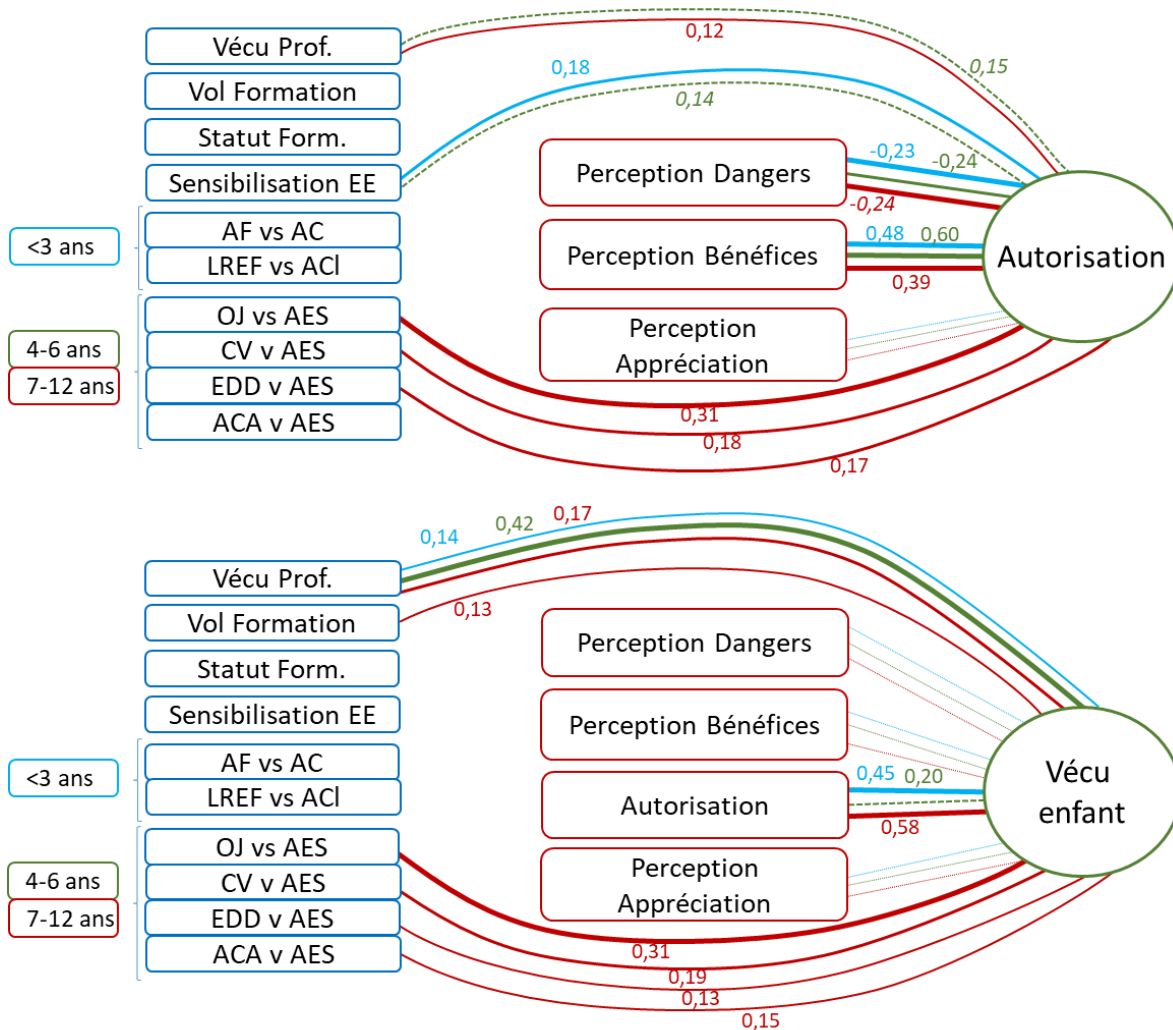 Vécu Prof.
0,12
0,15
Vol Formation
0,18
0,14
Statut Form.
Sensibilisation EE
Perception Dangers
-0,23
-0,24
-0,24
<3 ans
AF vs AC
LREF vs ACl
Perception Bénéfices
0,48
0,60
0,39
Autorisation
OJ vs AES
4-6 ans
7-12 ans
CV v AES
EDD v AES
ACA v AES
Perception
Appréciation
0,31
0,18
0,17
0,14
0,42
0,17
Vécu Prof.
Vol Formation
0,13
Statut Form.
Sensibilisation EE
Perception Dangers
Perception Bénéfices
<3 ans
AF vs AC
LREF vs ACl
Autorisation
0,45
0,20
0,58
Vécu
enfant
OJ vs AES
4-6 ans
7-12 ans
CV v AES
EDD v AES
ACA v AES
Perception
Appréciation
0,31
0,19
0,13
0,15